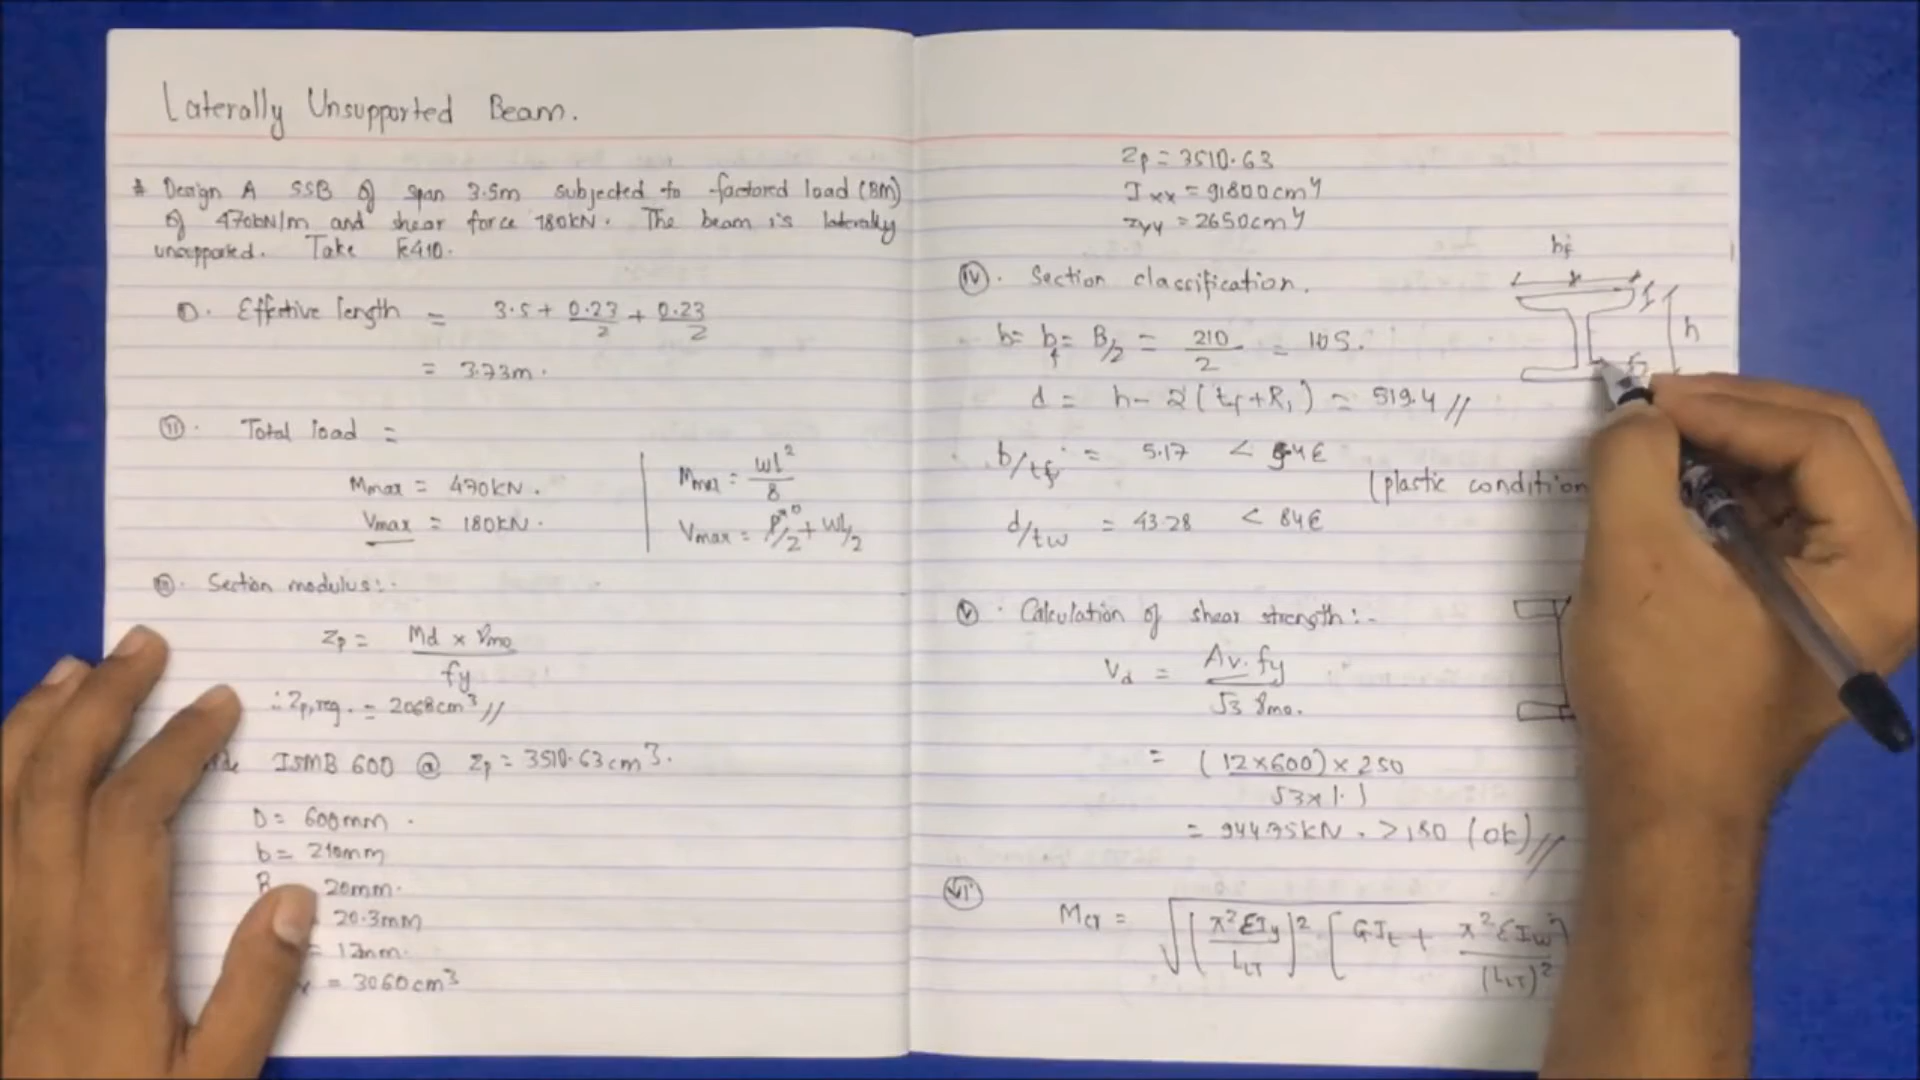 Laterally Unsupported Beam.
* Design A SSB of span 3.5m subjected to factored load (BM)
of 470kN/m and shear force 180kN. The beam is laterally
unsupported. Take Fe410.
①. Effective length = 3.5 + 0.23/2 + 0.23/2
= 3.73m.
ⓘⓘ. Total load =
Mmax = 470kN.
Vmax = 180kN.
Mmax = wl²/8
Vmax = P/2 + wl/2
ⓘⓘⓘ. Section modulus:-
Zp = Md × γmo / fy
∴ Zp,req. = 2068cm³ //
ISMB 600 @ Zp = 3510.63cm³.
D = 600mm.
b = 210mm
R = 20mm.
= 20.3mm
= 12mm.
= 3060cm³
Zp = 3510.63
Ixx = 91800cm4
Iyy = 2650cm4
(iv). Section classification.
bf
h
b = bf = B/2 = 210/2 = 105.
d = h - 2(tf + R1) = 519.4 //
b/tf = 5.17 < 9.4ε
(plastic condition
d/tw = 43.28 < 84ε
(v). Calculation of shear strength:-
Vd = Av.fy / √3 γmo.
= (12×600)×250 / √3×1.1
= 944.75kN. > 180 (ok) //
(vi)
Mcr = √(π²EIy/LLT)² [GIt + π²EIw/(LLT)²